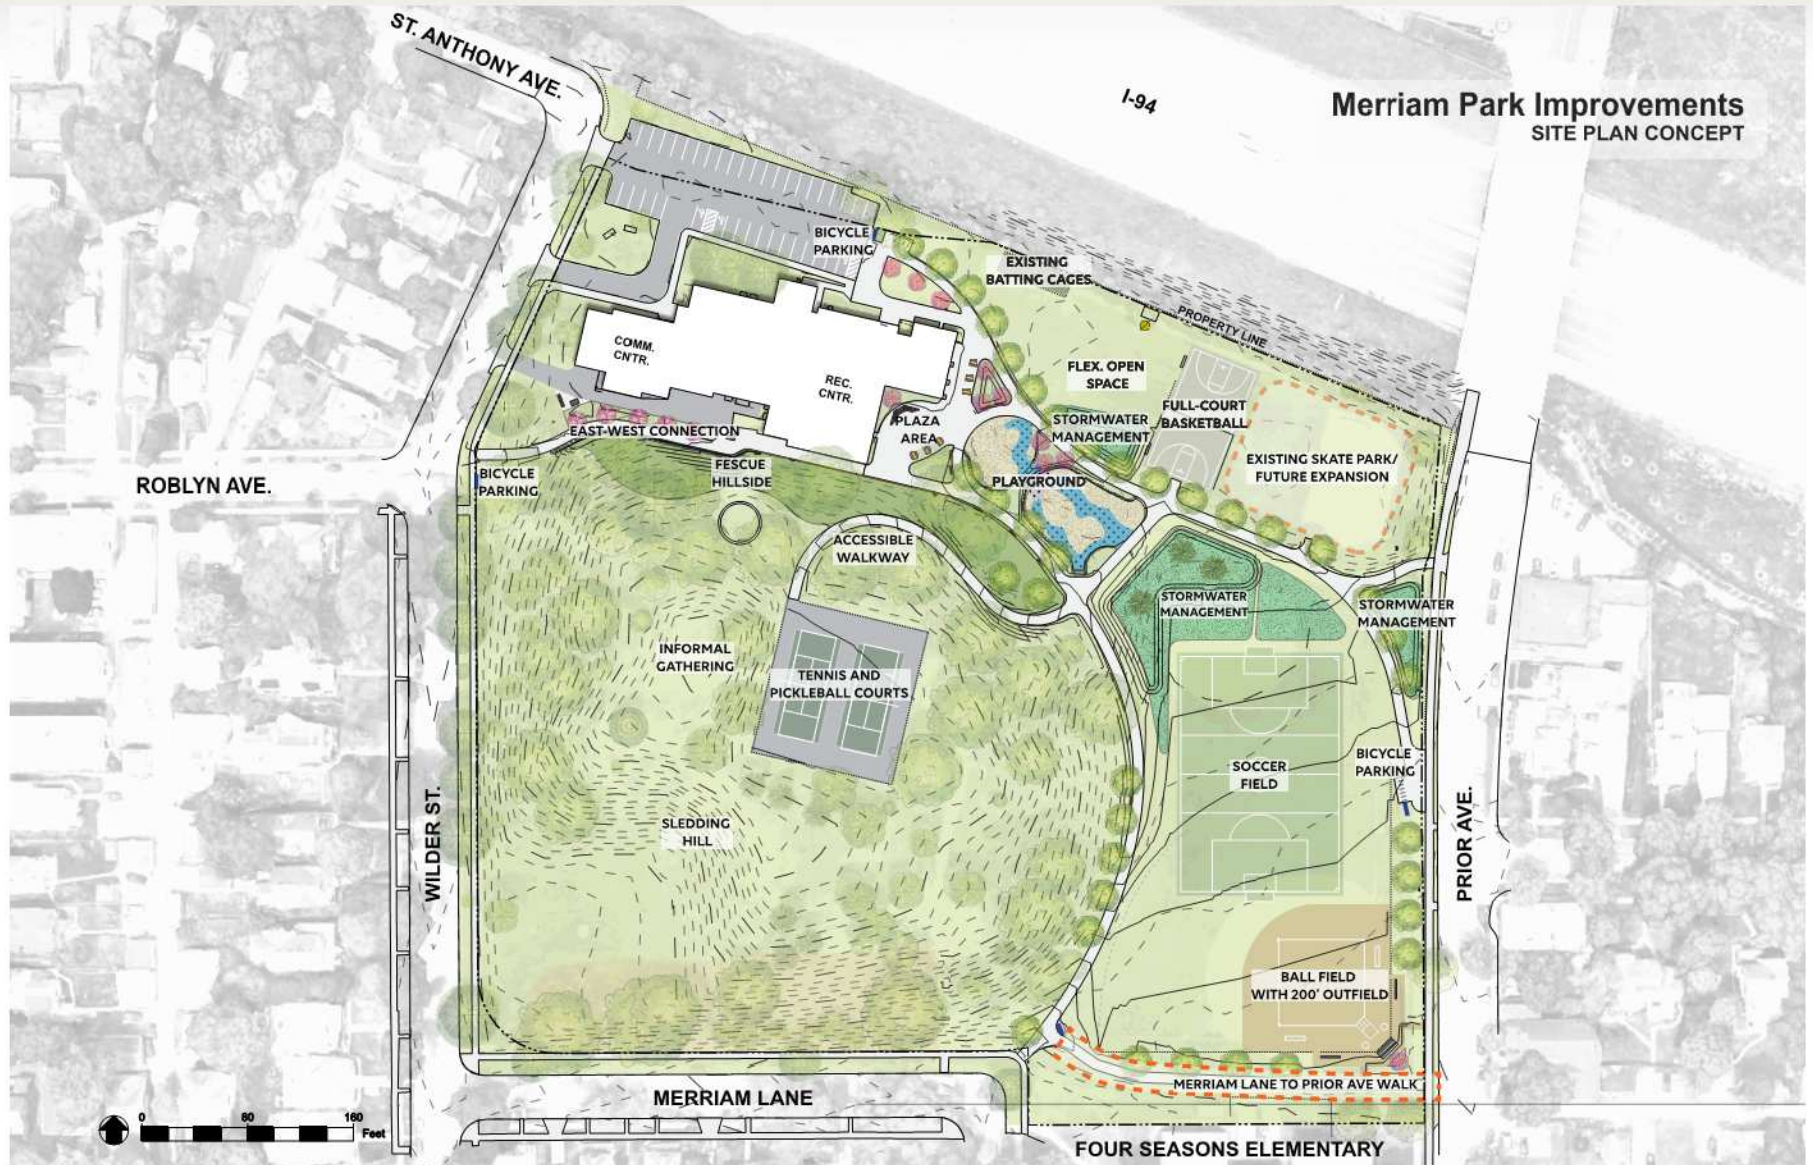 ST. ANTHONY AVE.
I-94
Merriam Park Improvements
SITE PLAN CONCEPT
BICYCLE
PARKING
EXISTING
BATTING CAGES
PROPERTY LINE
COMM.
CNTR.
REC.
CNTR.
FLEX. OPEN
SPACE
FULL-COURT
BASKETBALL
STORMWATER
MANAGEMENT
PLAZA
AREA
EAST-WEST CONNECTION
EXISTING SKATE PARK/
FUTURE EXPANSION
ROBLYN AVE.
BICYCLE
PARKING
FESCUE
HILLSIDE
PLAYGROUND
ACCESSIBLE
WALKWAY
STORMWATER
MANAGEMENT
STORMWATER
MANAGEMENT
INFORMAL
GATHERING
TENNIS AND
PICKLEBALL COURTS
SOCCER
FIELD
BICYCLE
PARKING
SLEDDING
HILL
WILDER ST.
PRIOR AVE.
BALL FIELD
WITH 200' OUTFIELD
MERRIAM LANE TO PRIOR AVE WALK
MERRIAM LANE
0 80 160
Feet
FOUR SEASONS ELEMENTARY